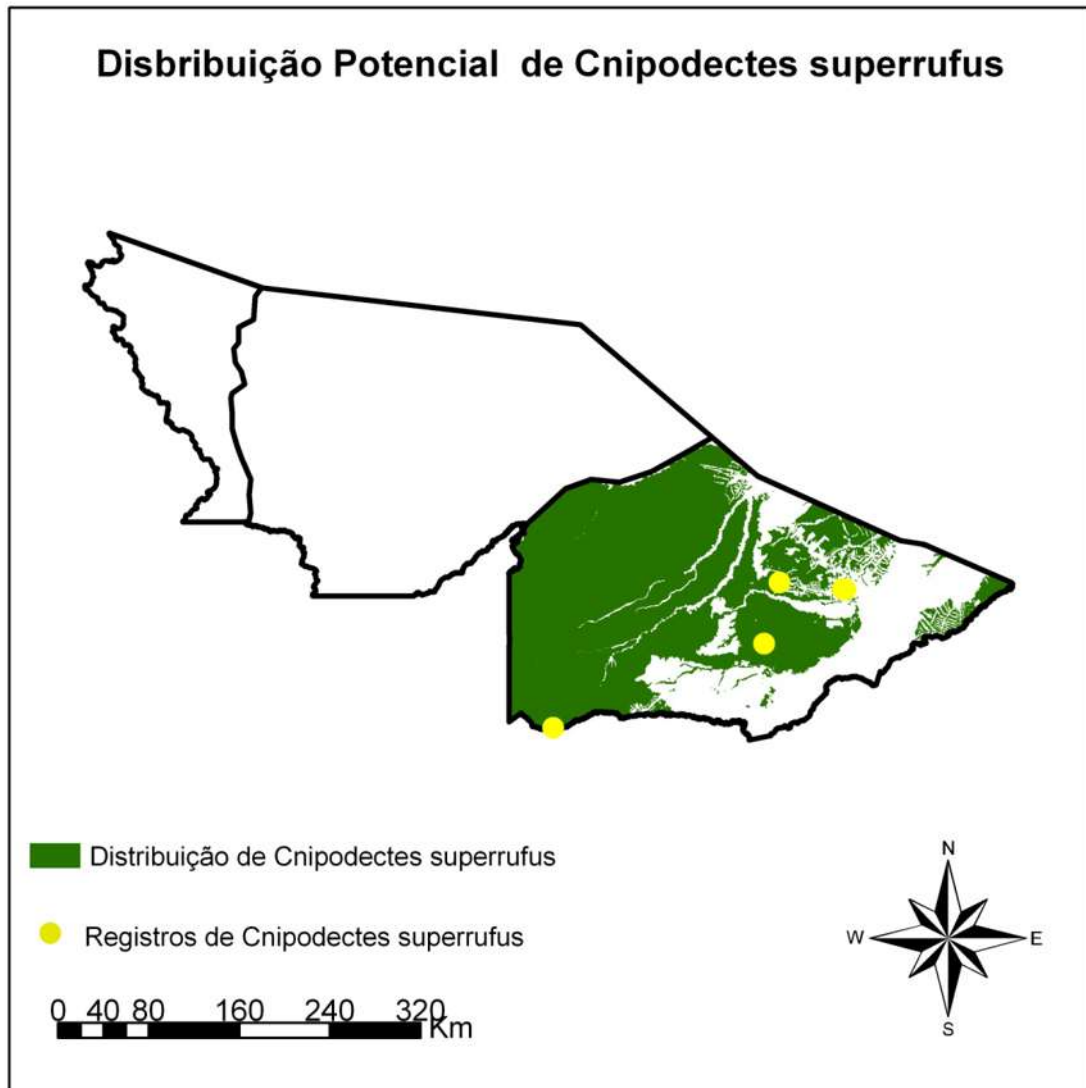 Disbribuição Potencial de Cnipodectes superrufus
Distribuição de Cnipodectes superrufus
Registros de Cnipodectes superrufus
0 40 80 160 240 320
Km
N
W E
S